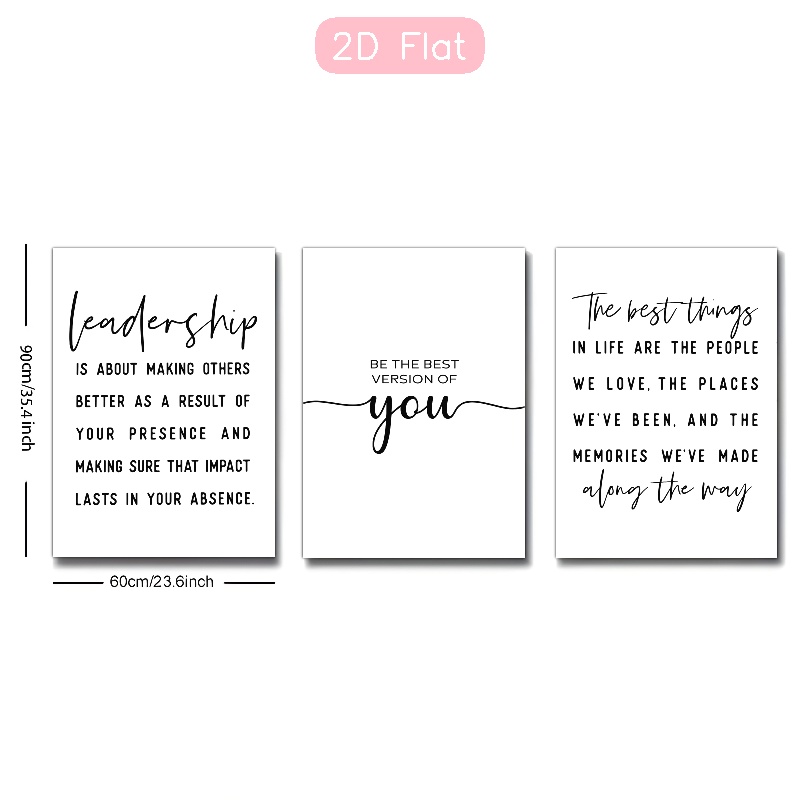 2D Flat
leadership
IS ABOUT MAKING OTHERS
BETTER AS A RESULT OF
YOUR PRESENCE AND
MAKING SURE THAT IMPACT
LASTS IN YOUR ABSENCE.
BE THE BEST
VERSION OF
you
The best things
IN LIFE ARE THE PEOPLE
WE LOVE, THE PLACES
WE'VE BEEN, AND THE
MEMORIES WE'VE MADE
along the way
90cm/35.4inch
60cm/23.6inch